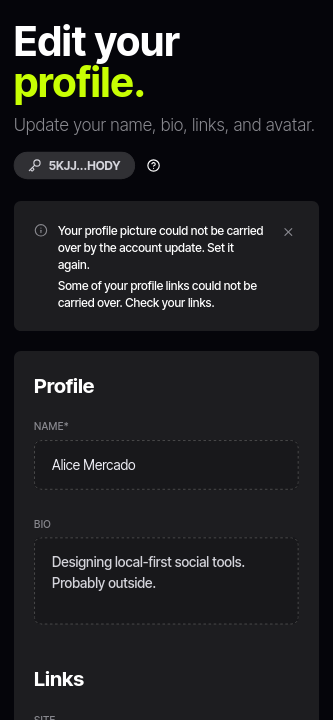 Edit your
profile.
Update your name, bio, links, and avatar.
5KJJ...HODY
Your profile picture could not be carried
over by the account update. Set it
again.
Some of your profile links could not be
carried over. Check your links.
Profile
NAME*
Alice Mercado
BIO
Designing local-first social tools.
Probably outside.
Links
SITE